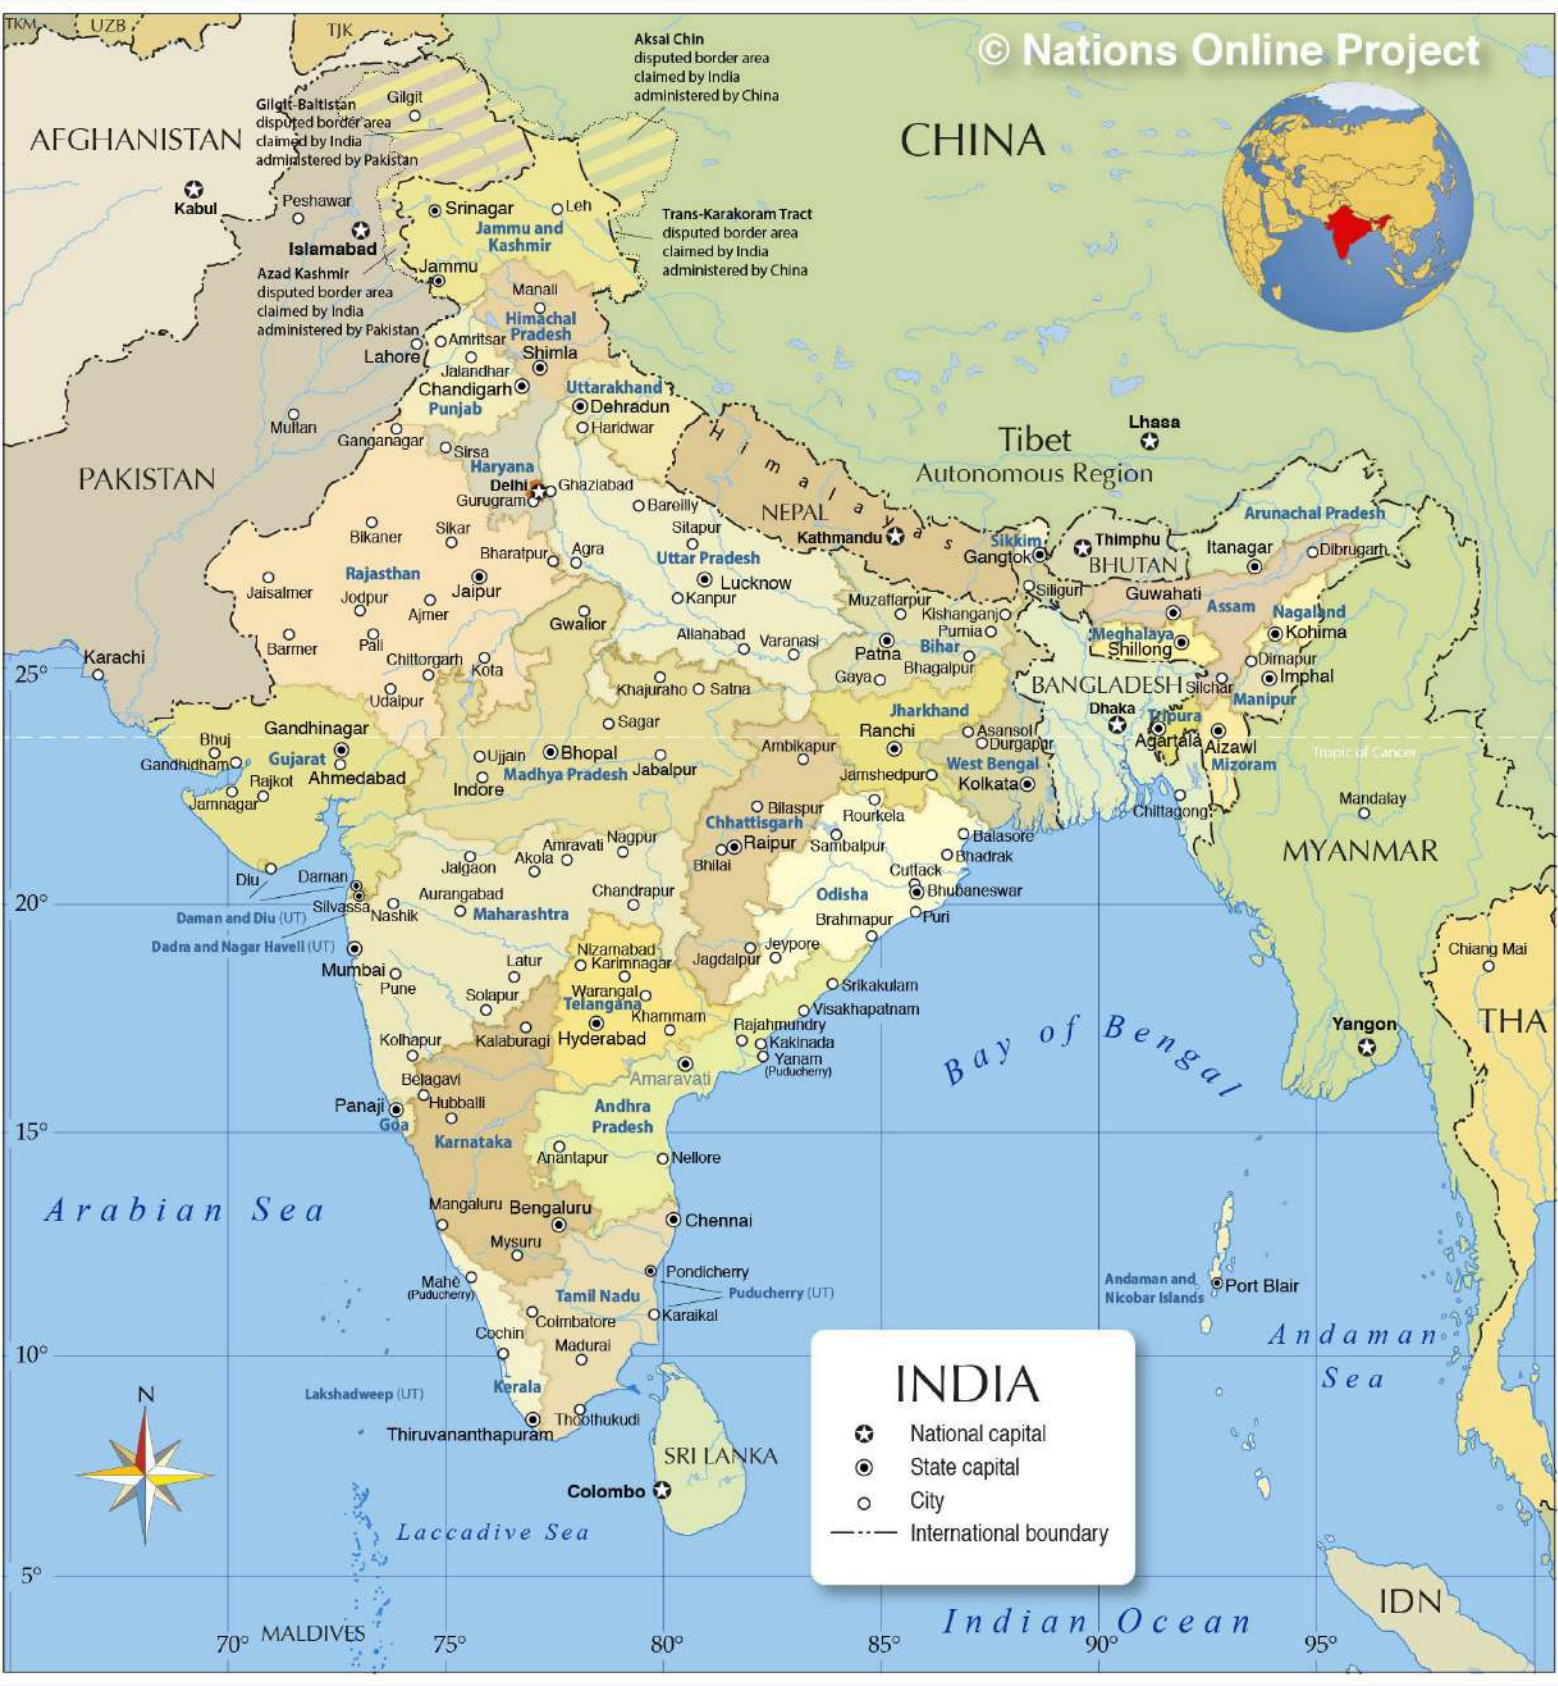 TKM
UZB
TJK
© Nations Online Project
Aksai Chin
disputed border area
claimed by India
administered by China
Gilgit-Baltistan
disputed border area
claimed by India
administered by Pakistan
Gilgit
AFGHANISTAN
CHINA
Kabul
Peshawar
Islamabad
Srinagar
Leh
Jammu and
Kashmir
Trans-Karakoram Tract
disputed border area
claimed by India
administered by China
Azad Kashmir
disputed border area
claimed by India
administered by Pakistan
Jammu
Manali
Himachal
Pradesh
Amritsar
Lahore
Shimla
Jalandhar
Chandigarh
Punjab
Uttarakhand
Dehradun
Haridwar
Multan
Ganganagar
Sirsa
Haryana
Delhi
Ghaziabad
Gurugram
Bareilly
PAKISTAN
Himalayas
Lhasa
Tibet
Autonomous Region
NEPAL
Kathmandu
Sikkim
Gangtok
Thimphu
BHUTAN
Arunachal Pradesh
Itanagar
Dibrugarh
Bikaner
Sikar
Bharatpur
Agra
Sitapur
Uttar Pradesh
Lucknow
Kanpur
Rajasthan
Jaisalmer
Jodpur
Jaipur
Ajmer
Gwalior
Muzaffarpur
Kishanganj
Purnia
Siliguri
Guwahati
Assam
Nagaland
Kohima
Meghalaya
Shillong
Barmer
Pali
Chittorgarh
Kota
Allahabad
Varanasi
Patna
Bihar
Bhagalpur
Gaya
Dimapur
Imphal
Karachi
25°
Udaipur
Khajuraho
Satna
BANGLADESH
Silchar
Manipur
Dhaka
Tripura
Agartala
Aizawl
Mizoram
Tropic of Cancer
Gandhinagar
Bhuj
Gujarat
Gandhidham
Rajkot
Ahmedabad
Jamnagar
Sagar
Ujjain
Bhopal
Madhya Pradesh
Jabalpur
Indore
Ambikapur
Jharkhand
Ranchi
Asansol
Durgapur
West Bengal
Jamshedpur
Kolkata
Chittagong
Mandalay
MYANMAR
Bilaspur
Chhattisgarh
Raipur
Bhilai
Rourkela
Sambalpur
Balasore
Bhadrak
Cuttack
Bhubaneswar
Odisha
Brahmapur
Puri
Jeypore
Jagdalpur
Diu
Daman
Silvassa
20°
Daman and Diu (UT)
Dadra and Nagar Haveli (UT)
Jalgaon
Akola
Amravati
Nagpur
Aurangabad
Nashik
Maharashtra
Chandrapur
Mumbai
Pune
Latur
Solapur
Nizamabad
Karimnagar
Warangal
Telangana
Khammam
Hyderabad
Kalaburagi
Kolhapur
Srikakulam
Visakhapatnam
Rajahmundry
Kakinada
Yanam
(Puducherry)
Amaravati
Chiang Mai
THA
Yangon
Bay of Bengal
Belagavi
Hubballi
Panaji
Goa
Karnataka
Andhra
Pradesh
15°
Anantapur
Nellore
Arabian Sea
Mangaluru
Bengaluru
Chennai
Mysuru
Mahè
(Puducherry)
Pondicherry
Puducherry (UT)
Karaikal
Tamil Nadu
Coimbatore
Cochin
Madurai
10°
Kerala
Lakshadweep (UT)
Thiruvananthapuram
Thoothukudi
Andaman and
Nicobar Islands
Port Blair
Andaman
Sea
N
SRI LANKA
Colombo
Laccadive Sea
INDIA
National capital
State capital
City
International boundary
5°
IDN
Indian Ocean
MALDIVES
70°
75°
80°
85°
90°
95°